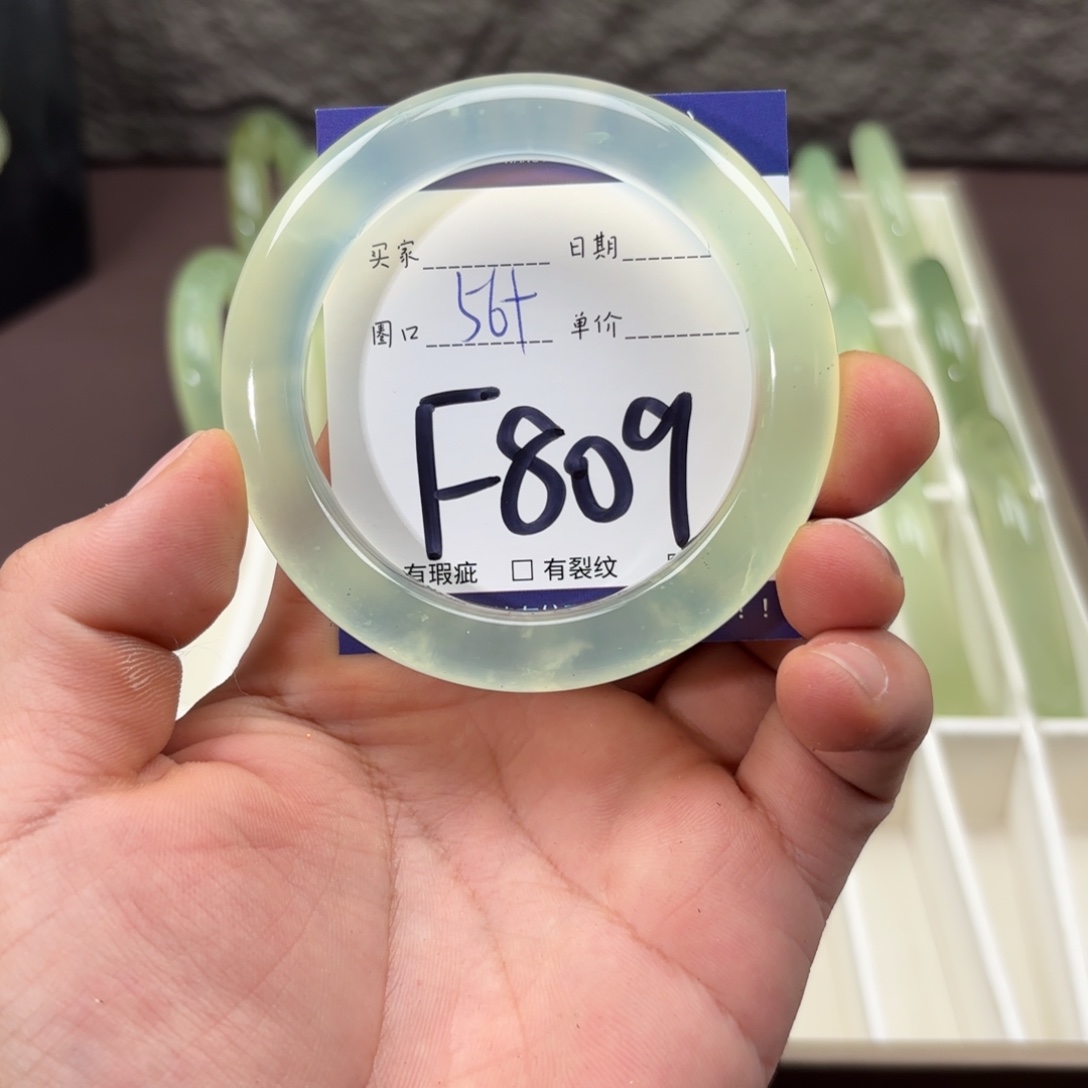 买家 日期
圈口 56+ 单价
F809
有瑕疵 □ 有裂纹
！